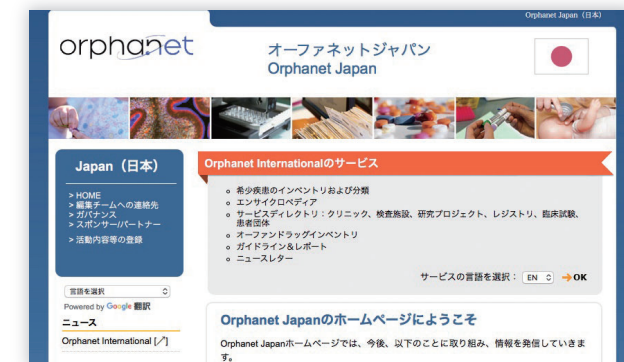 Orphanet Japan (日本)
orphanet
オーファネットジャパン
Orphanet Japan
Japan（日本）
> HOME
> 編集チームへの連絡先
> ガバナンス
> スポンサー/パートナー
> 活動内容等の登録
言語を選択
Powered by Google 翻訳
ニュース
Orphanet International [↗]
Orphanet Internationalのサービス
希少疾患のインベントリおよび分類
エンサイクロペディア
サービスディレクトリ：クリニック、検査施設、研究プロジェクト、レジストリ、臨床試験、
患者団体
オーファンドラッグインベントリ
ガイドライン&レポート
ニュースレター
サービスの言語を選択： EN OK
Orphanet Japanのホームページにようこそ
Orphanet Japanホームページでは、今後、以下のことに取り組み、情報を発信していきま
す。